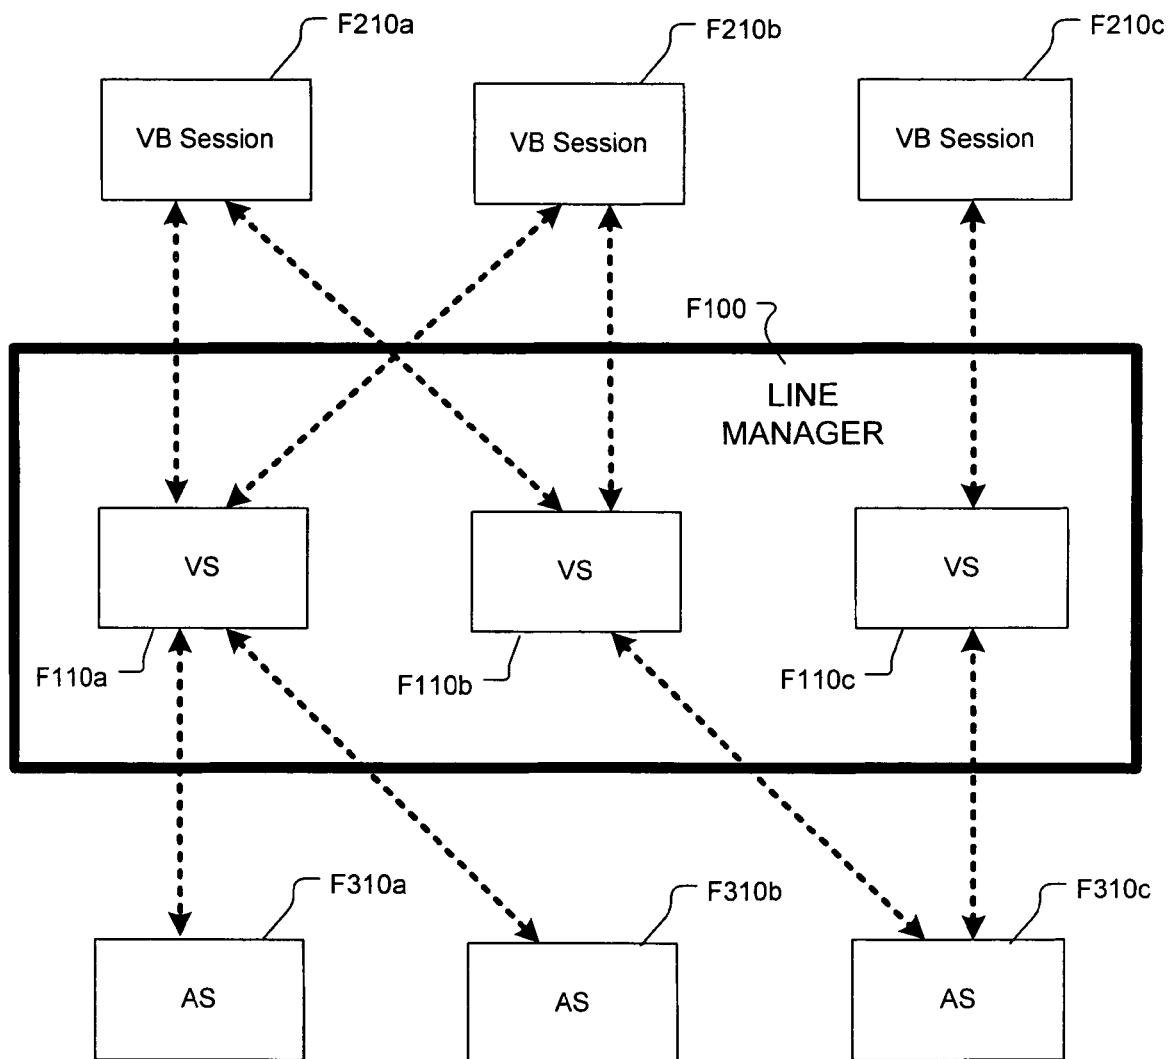 F210a
F210b
F210c
VB Session
VB Session
VB Session
F100
LINE
MANAGER
VS
VS
VS
F110a
F110b
F110c
F310a
F310b
F310c
AS
AS
AS